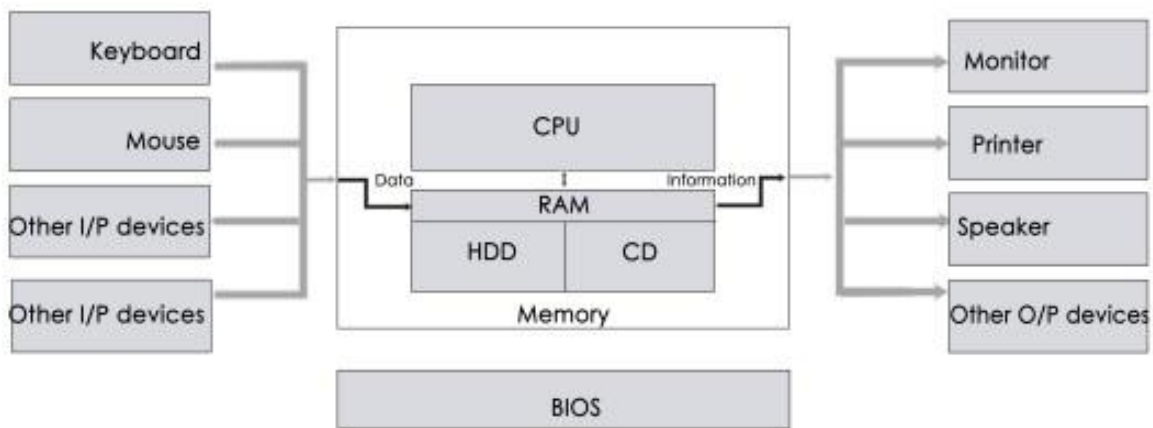 Keyboard
Mouse
Other I/P devices
Other I/P devices
CPU
Data
Information
RAM
HDD
CD
Memory
BIOS
Monitor
Printer
Speaker
Other O/P devices